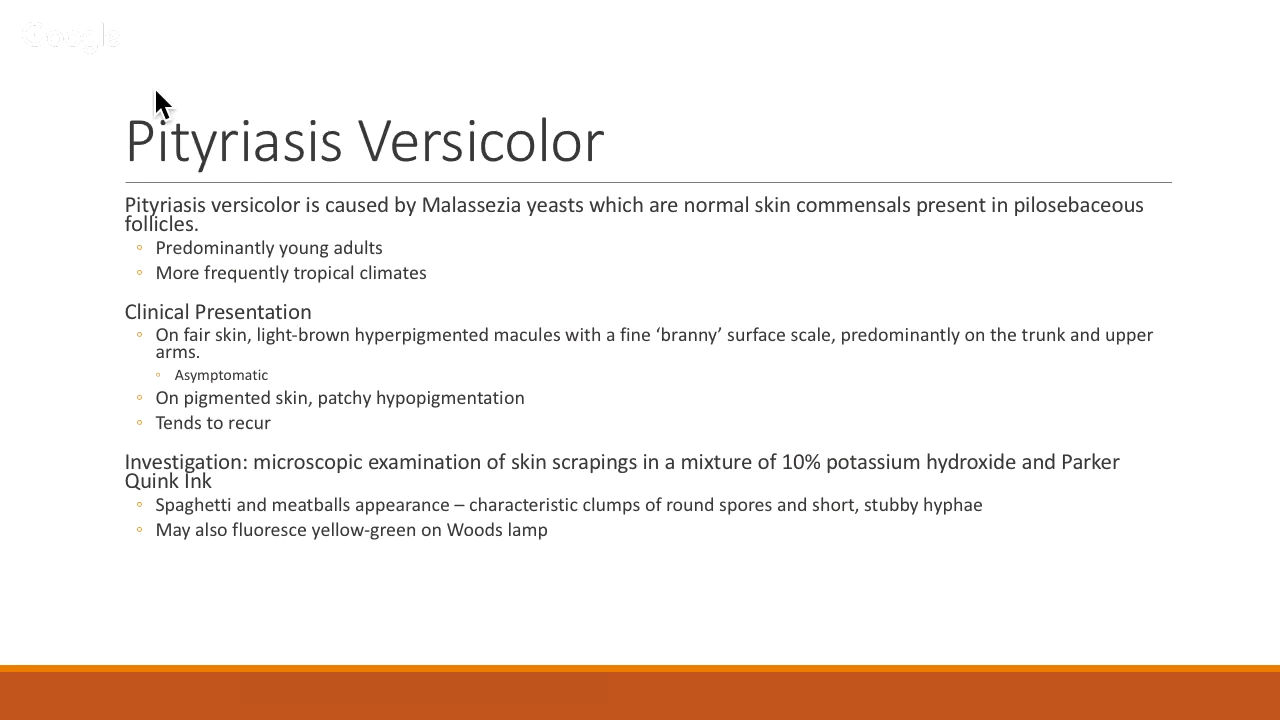 Google
Pityriasis Versicolor
Pityriasis versicolor is caused by Malassezia yeasts which are normal skin commensals present in pilosebaceous
follicles.
◦ Predominantly young adults
◦ More frequently tropical climates
Clinical Presentation
◦ On fair skin, light-brown hyperpigmented macules with a fine ‘branny’ surface scale, predominantly on the trunk and upper
arms.
◦ Asymptomatic
◦ On pigmented skin, patchy hypopigmentation
◦ Tends to recur
Investigation: microscopic examination of skin scrapings in a mixture of 10% potassium hydroxide and Parker
Quink Ink
◦ Spaghetti and meatballs appearance – characteristic clumps of round spores and short, stubby hyphae
◦ May also fluoresce yellow-green on Woods lamp